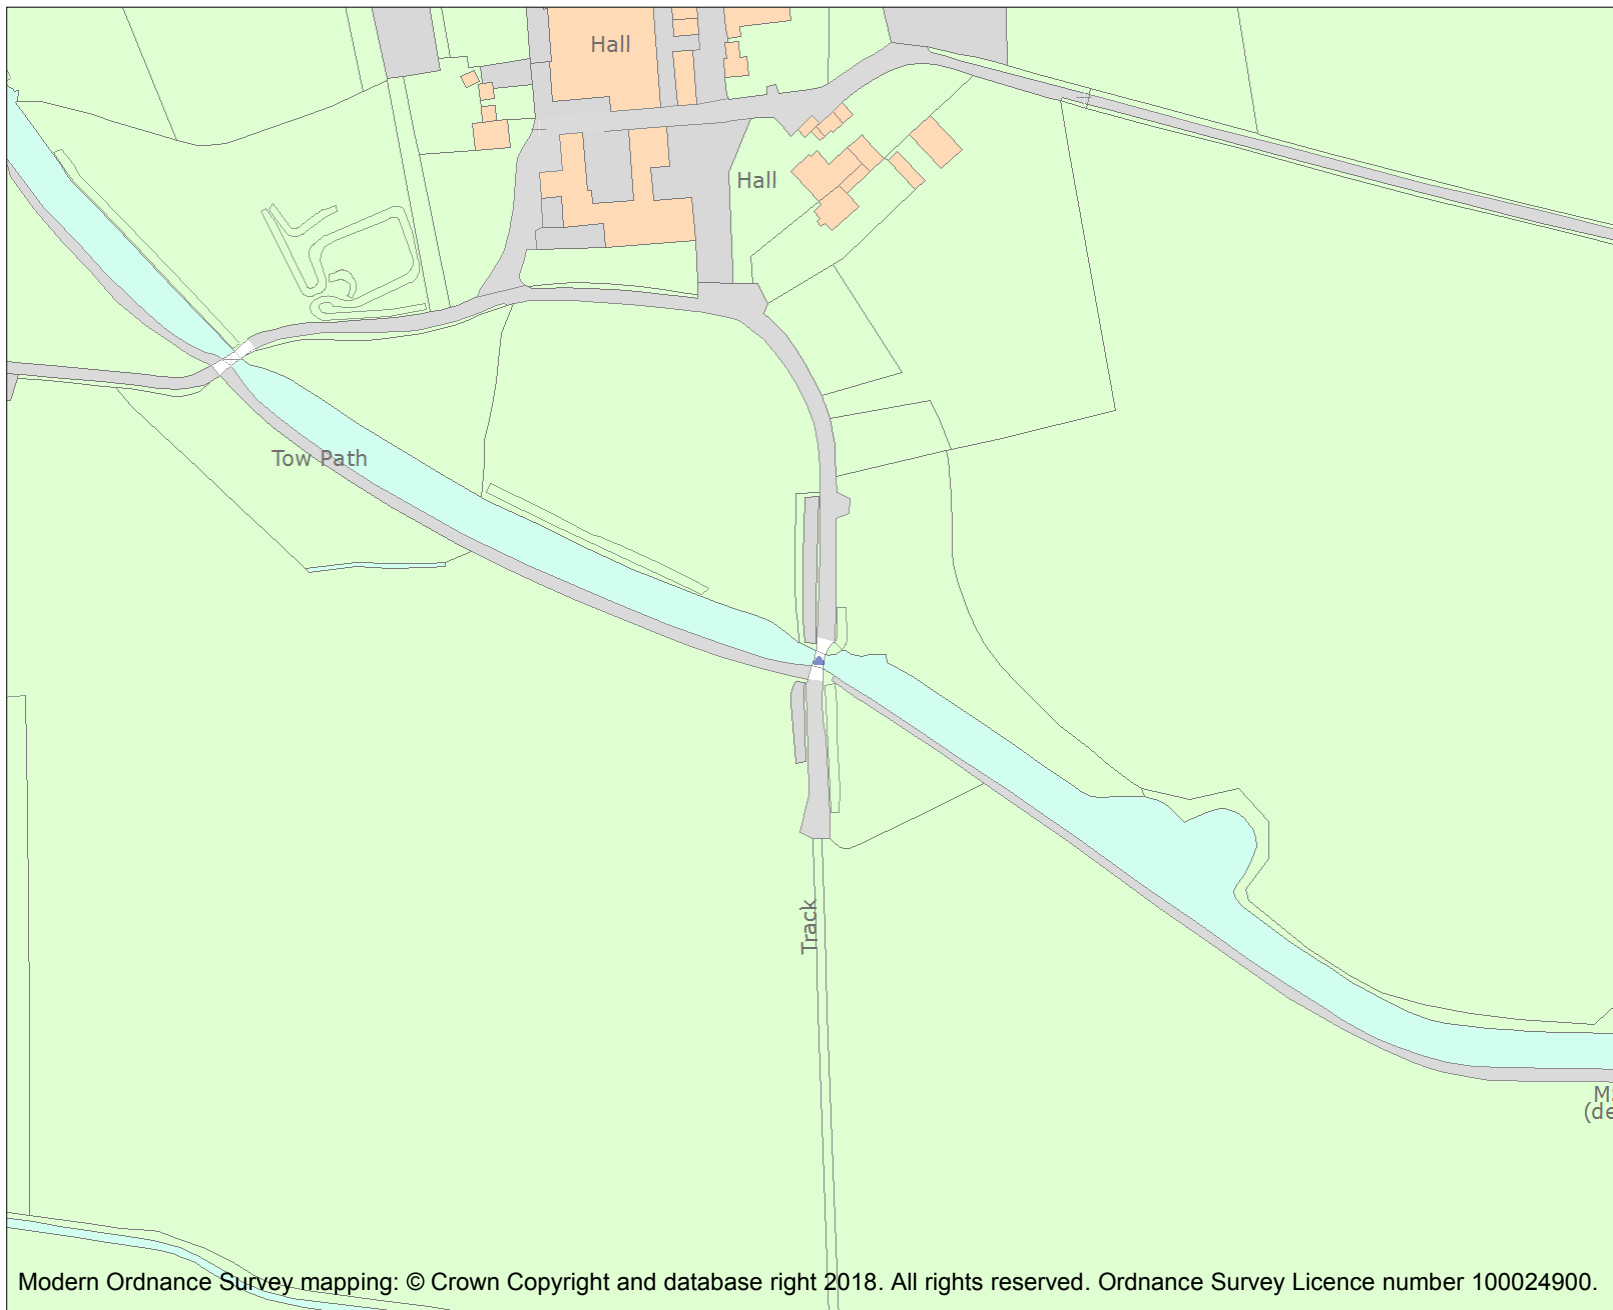 Hall
Hall
Tow Path
Track
(de
Modern Ordnance Survey mapping: © Crown Copyright and database right 2018. All rights reserved. Ordnance Survey Licence number 100024900.